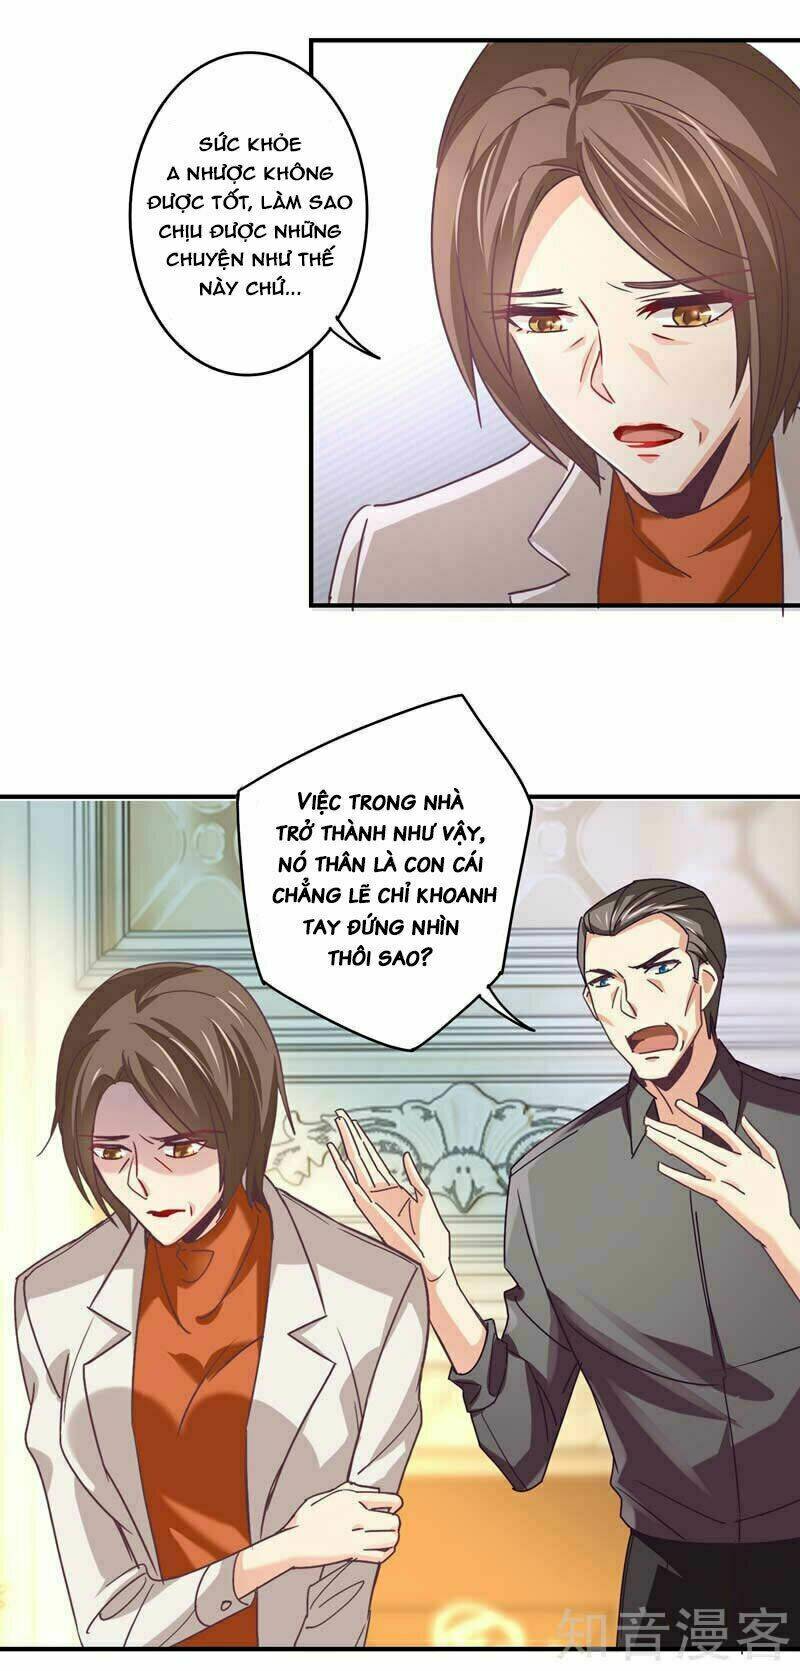 SỨC KHỎE
A NHƯỢC KHÔNG
ĐƯỢC TỐT, LÀM SAO
CHỊU ĐƯỢC NHỮNG
CHUYỆN NHƯ THẾ
NÀY CHỨ...
VIỆC TRONG NHÀ
TRỞ THÀNH NHƯ VẬY,
NÓ THÂN LÀ CON CÁI
CHẲNG LẼ CHỈ KHOANH
TAY ĐỨNG NHÌN
THÔI SAO?
知音漫客